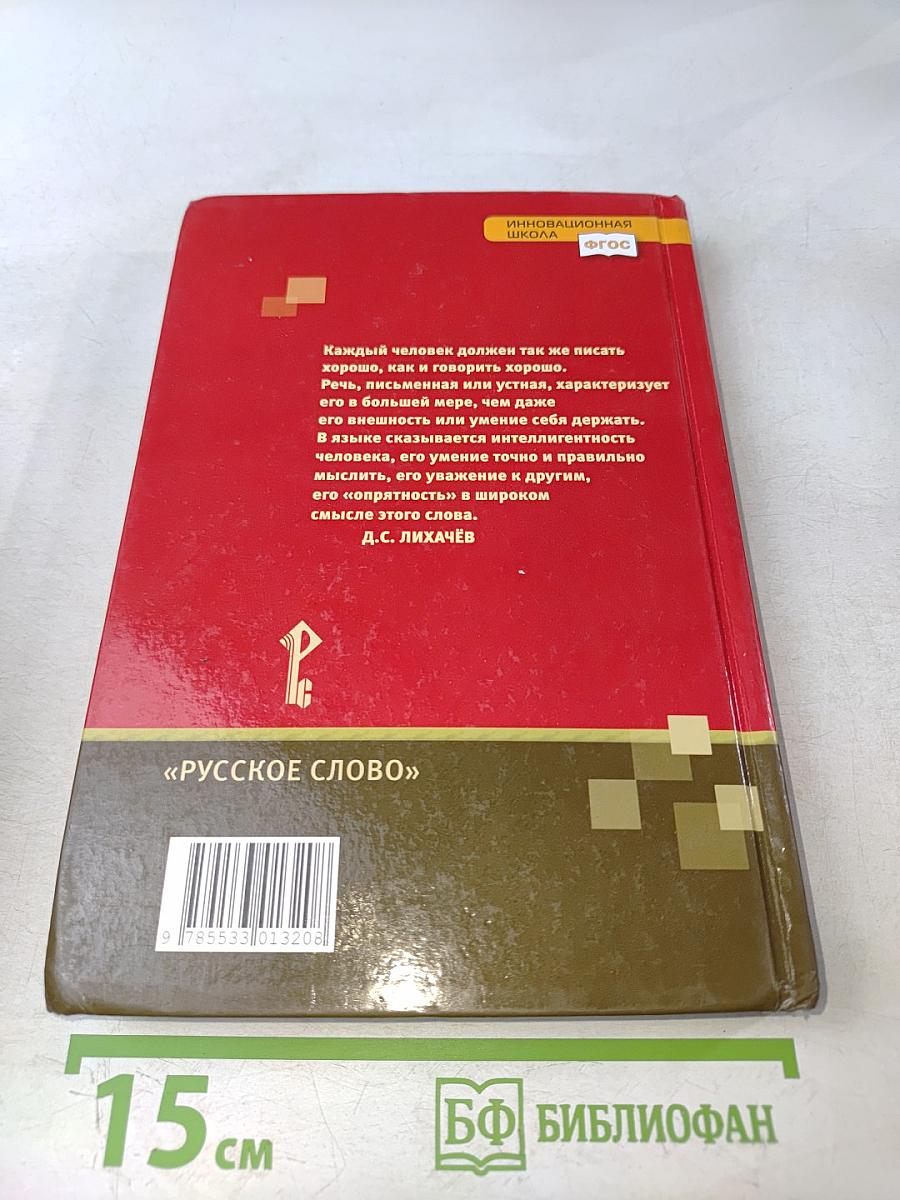 ИННОВАЦИОННАЯ
ШКОЛА
ФГОС
Каждый человек должен так же писать
хорошо, как и говорить хорошо.
Речь, письменная или устная, характеризует
его в большей мере, чем даже
его внешность или умение себя держать.
В языке сказывается интеллигентность
человека, его умение точно и правильно
мыслить, его уважение к другим,
его «опрятность» в широком
смысле этого слова.
Д.С. ЛИХАЧЁВ
РС
«РУССКОЕ СЛОВО»
9 785533 013208
15 см
БФ БИБЛИОФАН